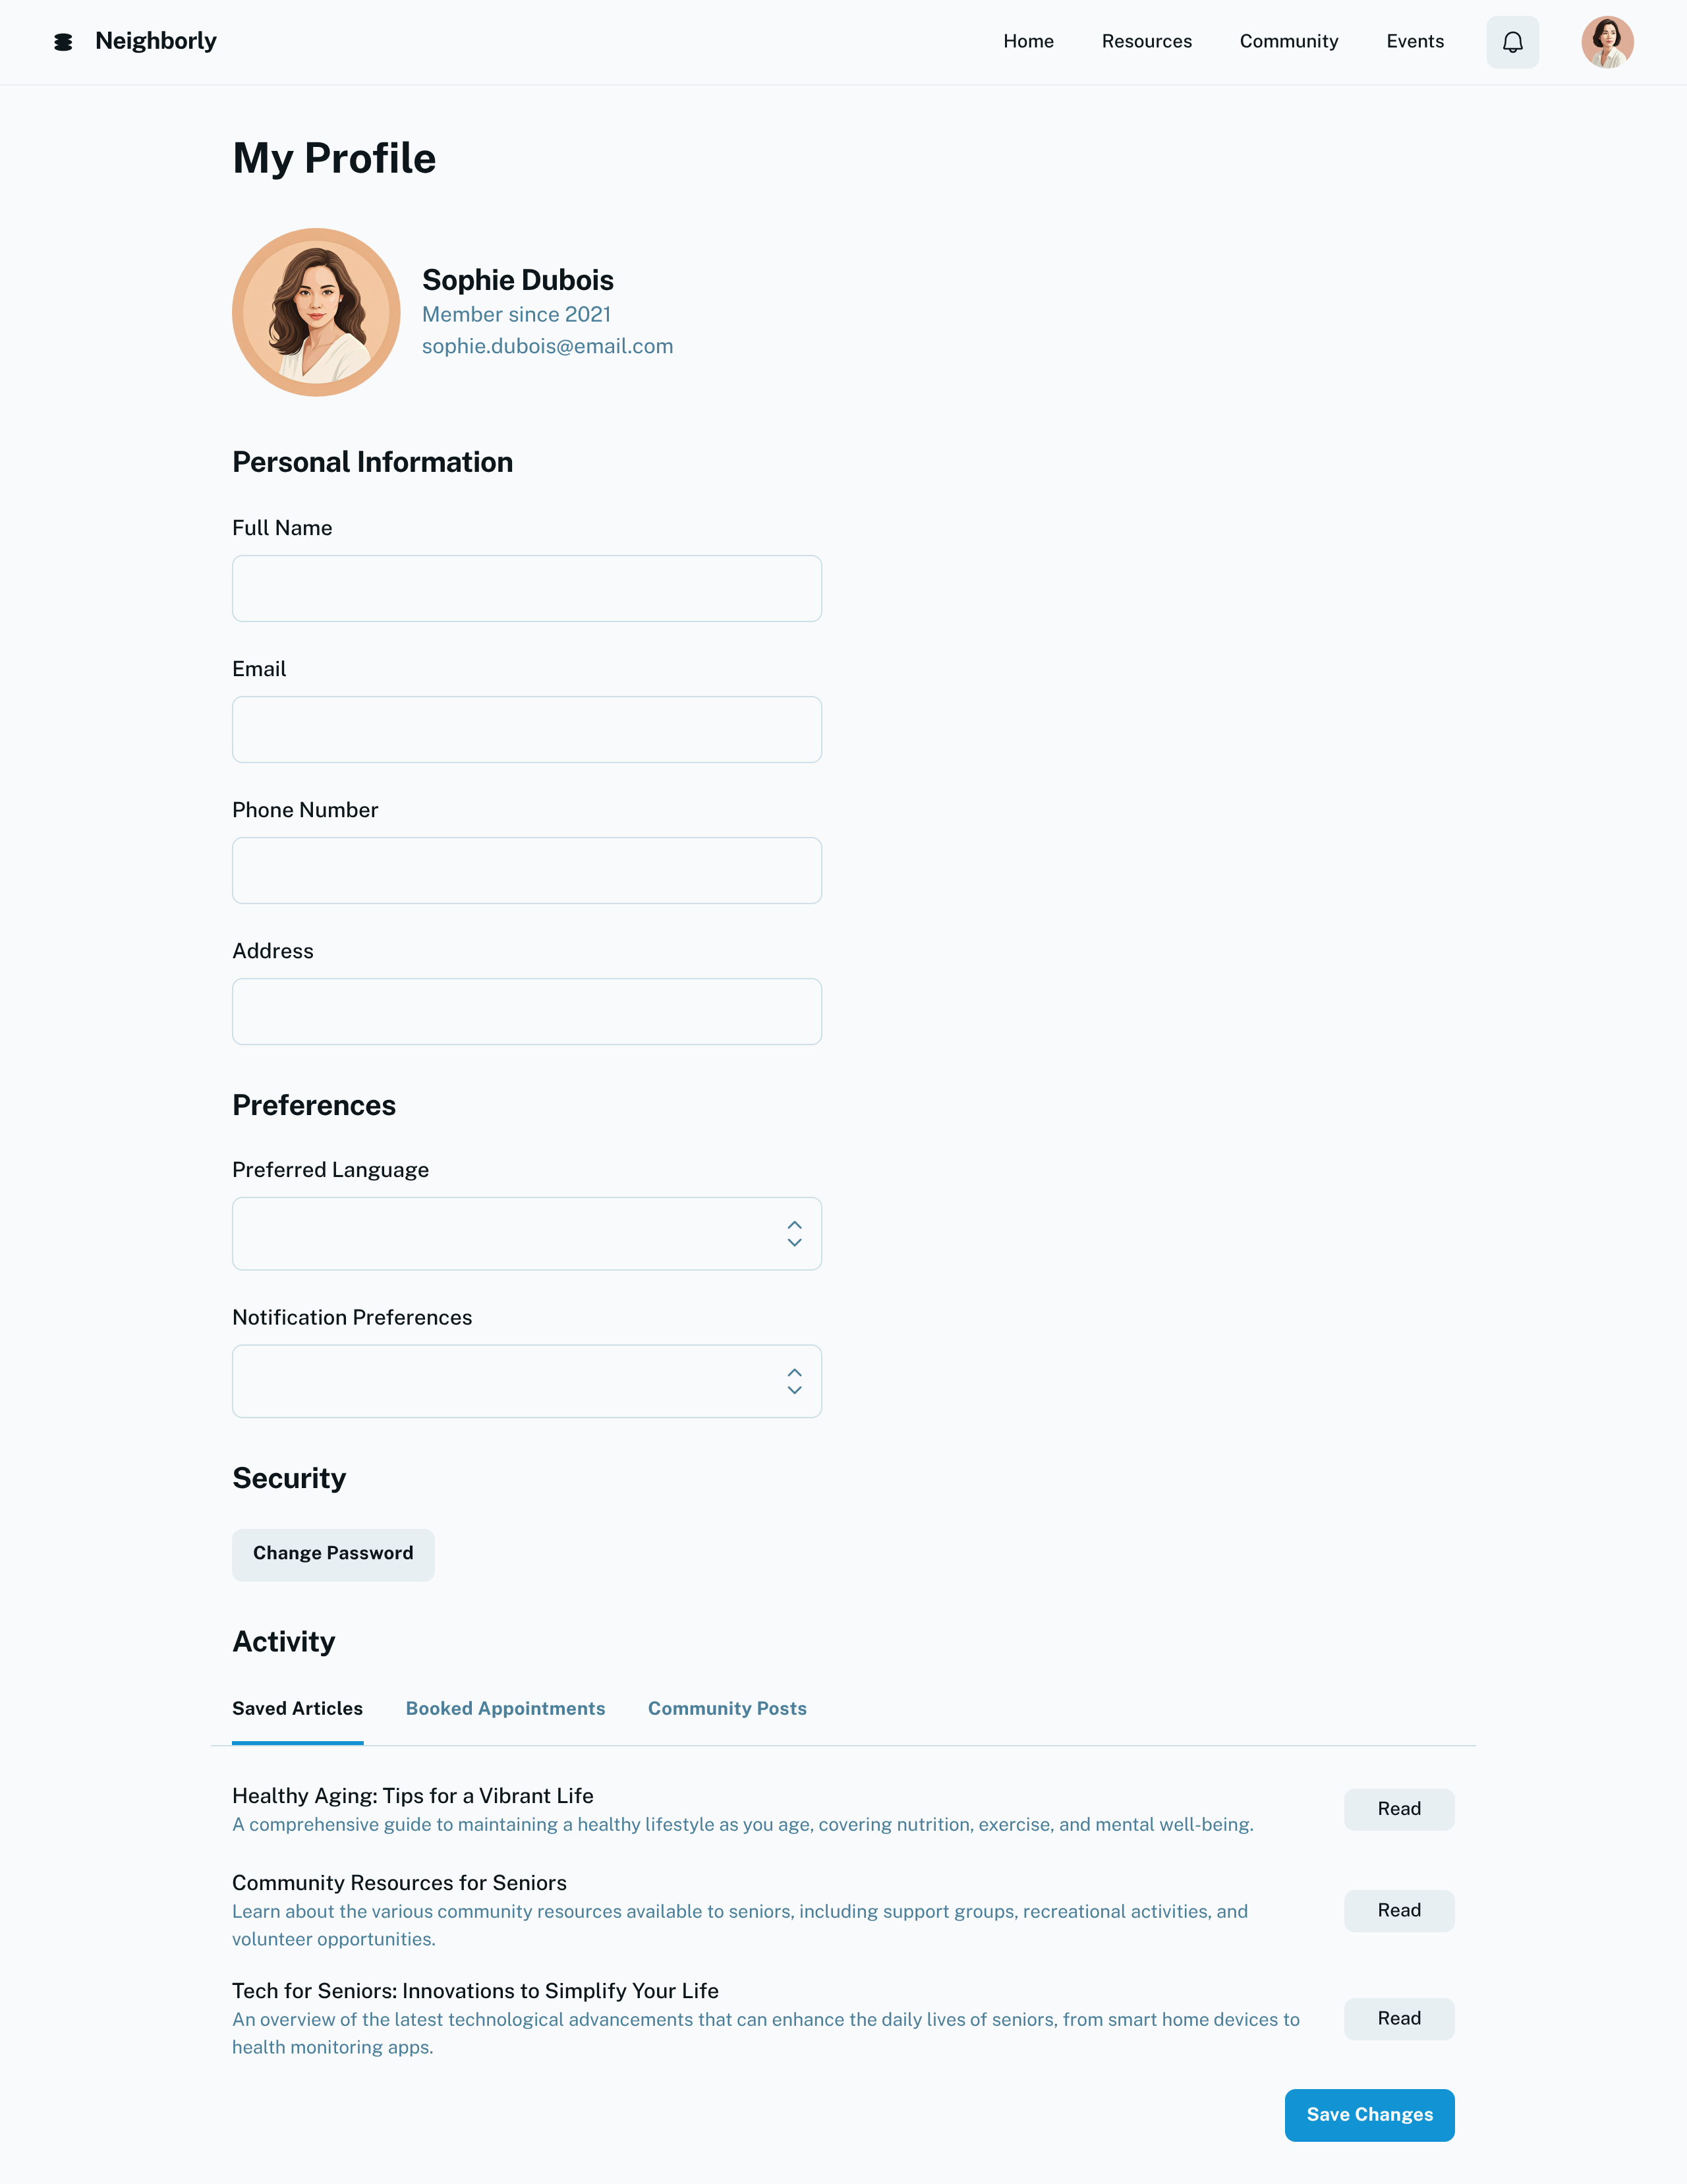 Neighborly
Home
Resources
Community
Events
My Profile
Sophie Dubois
Member since 2021
sophie.dubois@email.com
Personal Information
Full Name
Email
Phone Number
Address
Preferences
Preferred Language
Notification Preferences
Security
Change Password
Activity
Saved Articles
Booked Appointments
Community Posts
Healthy Aging: Tips for a Vibrant Life
A comprehensive guide to maintaining a healthy lifestyle as you age, covering nutrition, exercise, and mental well-being.
Read
Community Resources for Seniors
Learn about the various community resources available to seniors, including support groups, recreational activities, and
volunteer opportunities.
Read
Tech for Seniors: Innovations to Simplify Your Life
An overview of the latest technological advancements that can enhance the daily lives of seniors, from smart home devices to
health monitoring apps.
Read
Save Changes